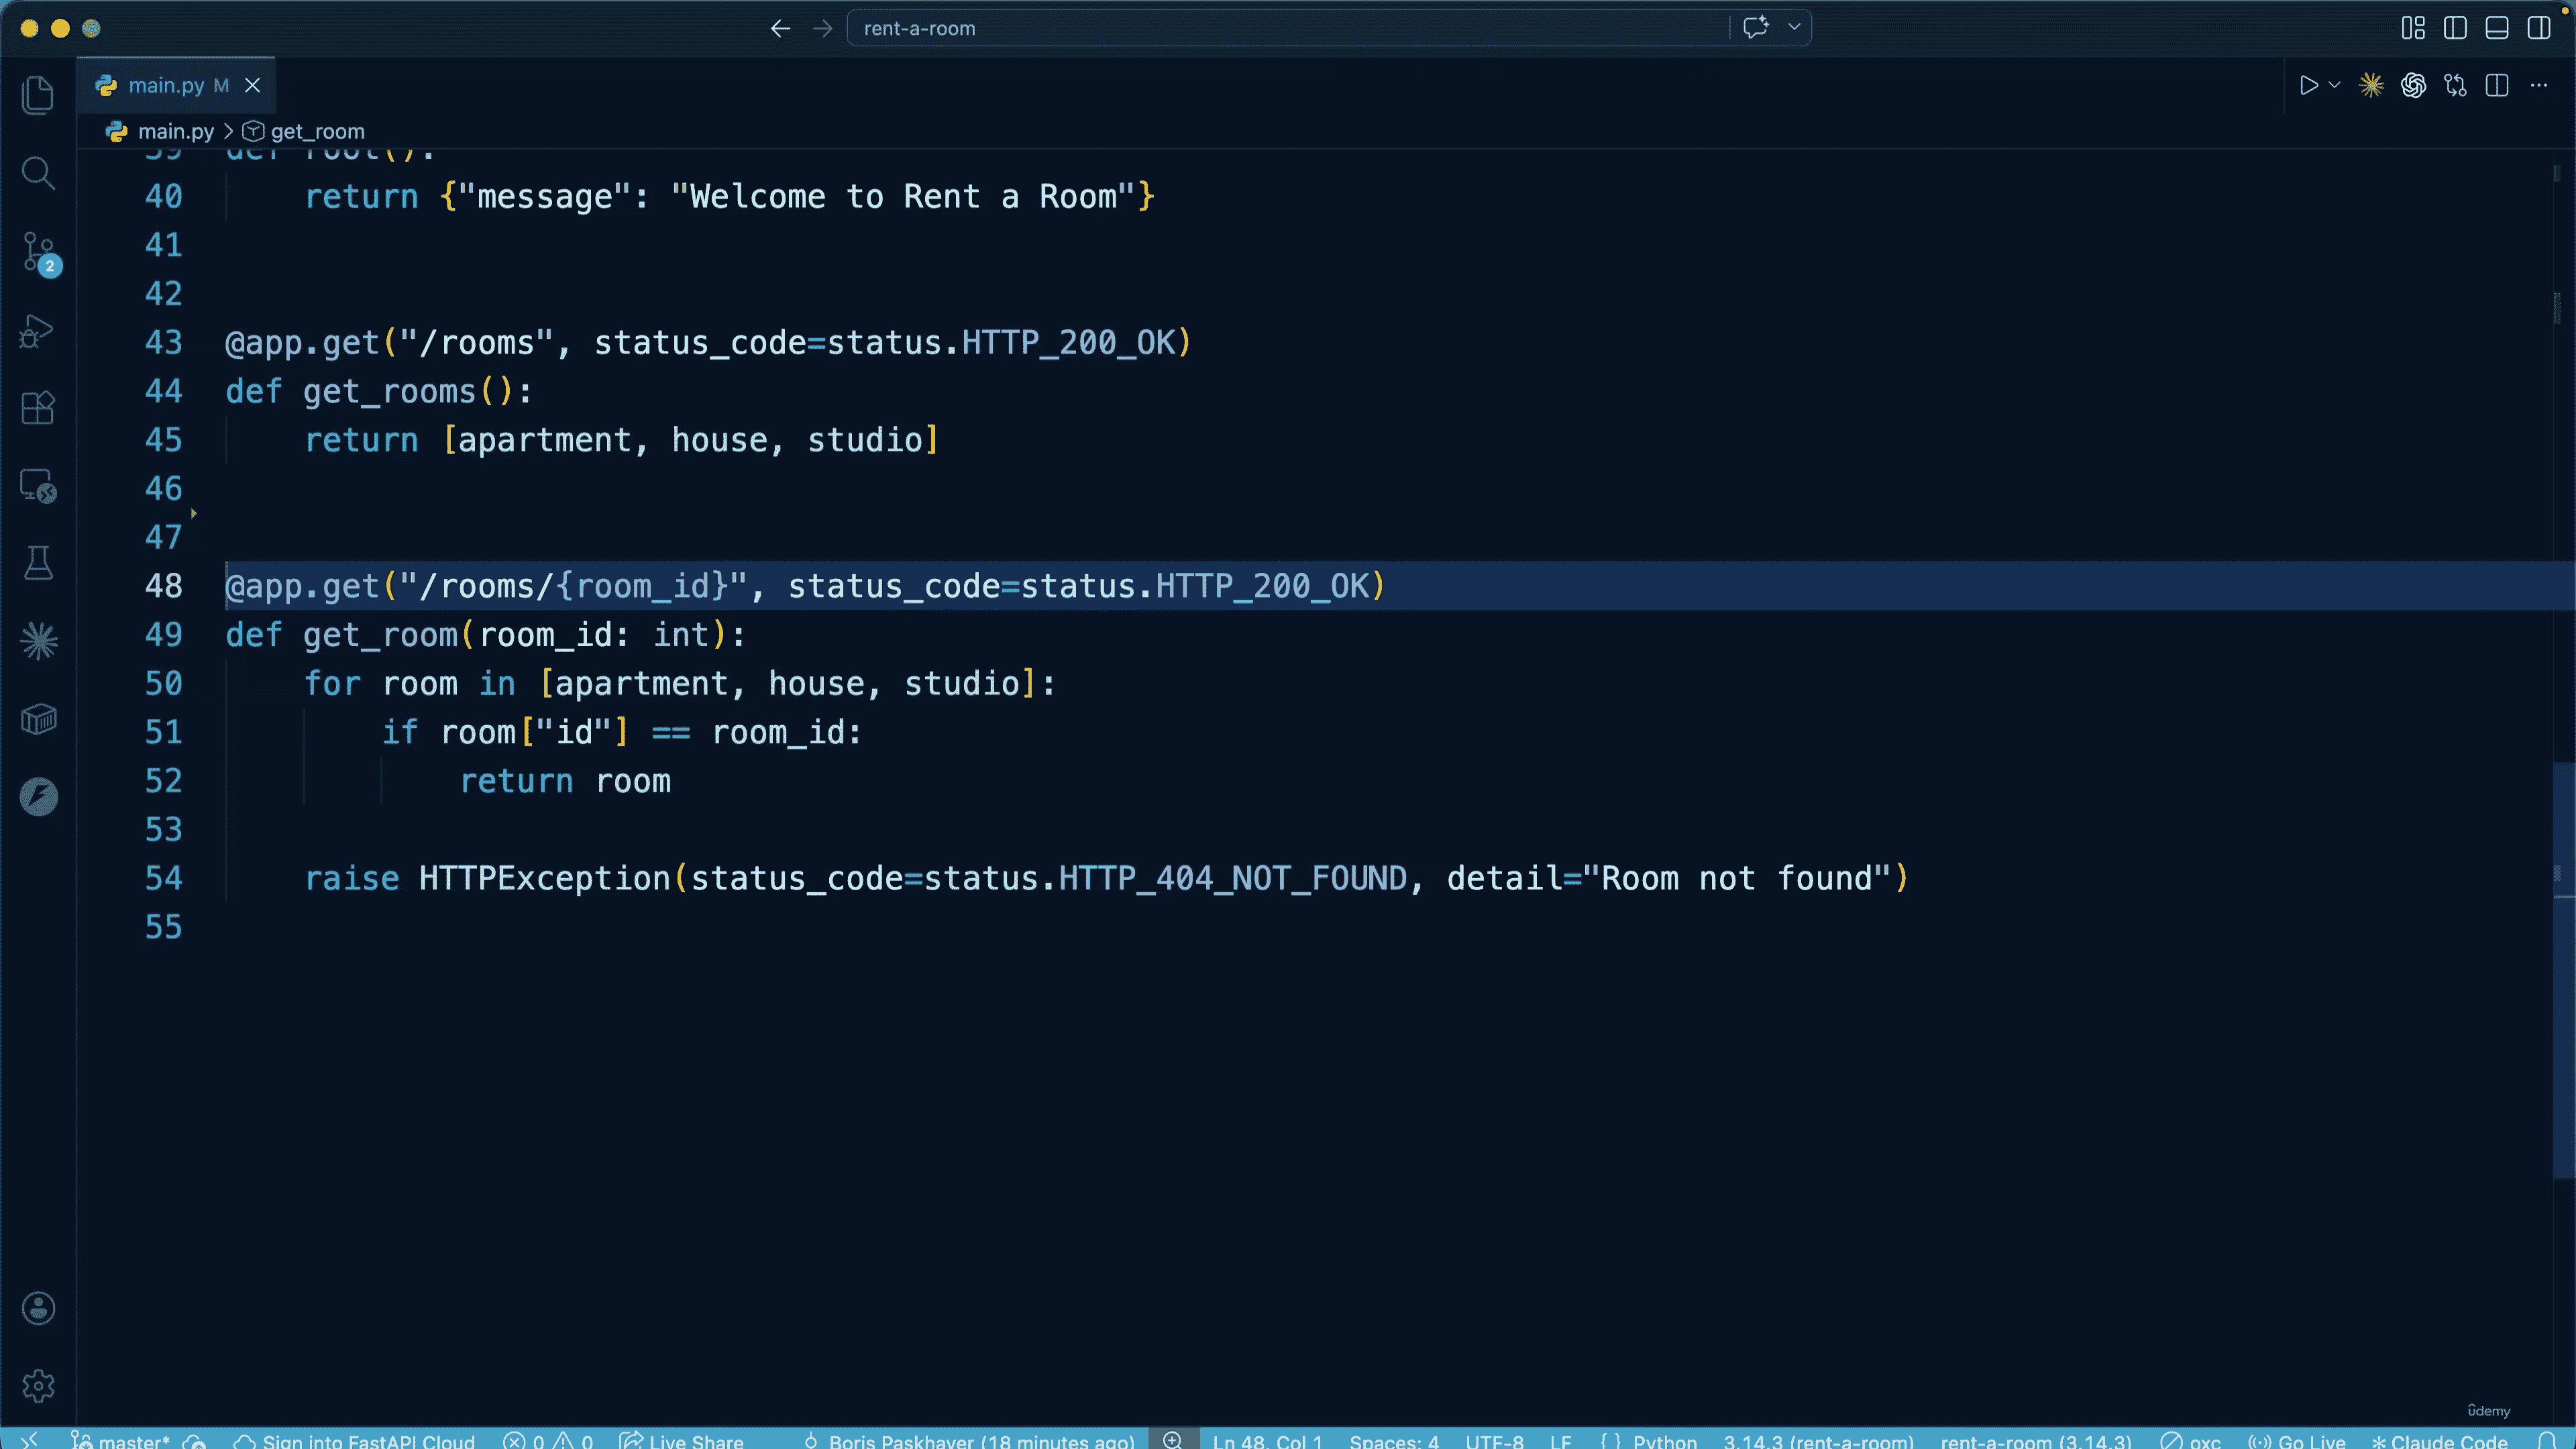 rent-a-room
main.py M
main.py > get_room
39 def root():
40 return {"message": "Welcome to Rent a Room"}
41
42
43 @app.get("/rooms", status_code=status.HTTP_200_OK)
44 def get_rooms():
45 return [apartment, house, studio]
46
47
48 @app.get("/rooms/{room_id}", status_code=status.HTTP_200_OK)
49 def get_room(room_id: int):
50 for room in [apartment, house, studio]:
51 if room["id"] == room_id:
52 return room
53
54 raise HTTPException(status_code=status.HTTP_404_NOT_FOUND, detail="Room not found")
55
2
ûdemy
master* Sign into FastAPI Cloud 0 0 Live Share Boris Paskhaver (18 minutes ago) Ln 48, Col 1 Spaces: 4 UTF-8 LF { } Python 3.14.3 (rent-a-room) rent-a-room (3.14.3) oxc Go Live Claude Code